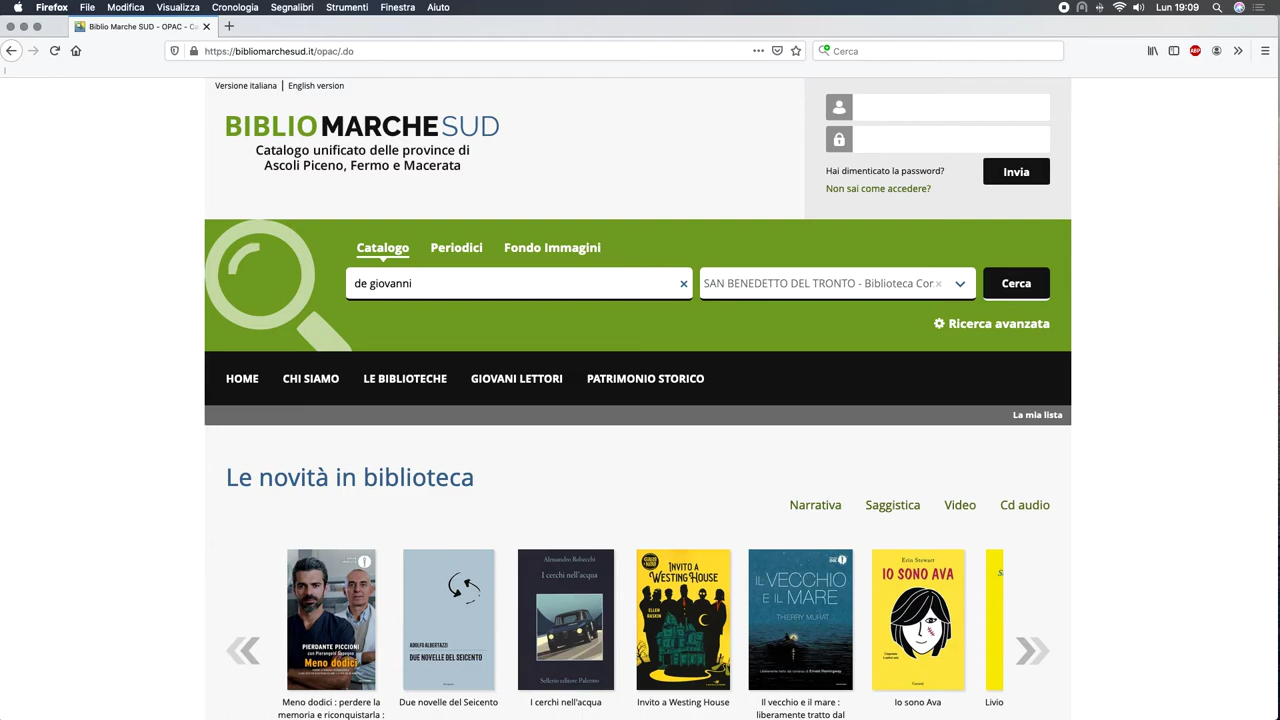 Firefox File Modifica Visualizza Cronologia Segnalibri Strumenti Finestra Aiuto Lun 19:09
Biblio Marche SUD - OPAC - Ca
https://bibliomarchesud.it/opac/.do Cerca ABP
Versione italiana | English version
BIBLIOMARCHESUD
Catalogo unificato delle province di
Ascoli Piceno, Fermo e Macerata
Hai dimenticato la password? Invia
Non sai come accedere?
Catalogo Periodici Fondo Immagini
de giovanni × SAN BENEDETTO DEL TRONTO - Biblioteca Com × Cerca
Ricerca avanzata
HOME CHI SIAMO LE BIBLIOTECHE GIOVANI LETTORI PATRIMONIO STORICO
La mia lista
Le novità in biblioteca
Narrativa Saggistica Video Cd audio
PIERDANTE PICCIONI
con Pierangelo Sapegno
Meno dodici
ADOLFO ALBERTAZZI
DUE NOVELLE DEL SEICENTO
Alessandro Robecchi
I cerchi nell'acqua
Sellerio editore Palermo
INVITO A
WESTING HOUSE
ELLEN
RASKIN
IL VECCHIO
E IL MARE
THIERRY MURAT
Erin Stewart
IO SONO AVA
Garzanti
Meno dodici : perdere la
memoria e riconquistarla :
Due novelle del Seicento
I cerchi nell'acqua
Invito a Westing House
Il vecchio e il mare :
liberamente tratto dal
Io sono Ava
Livio